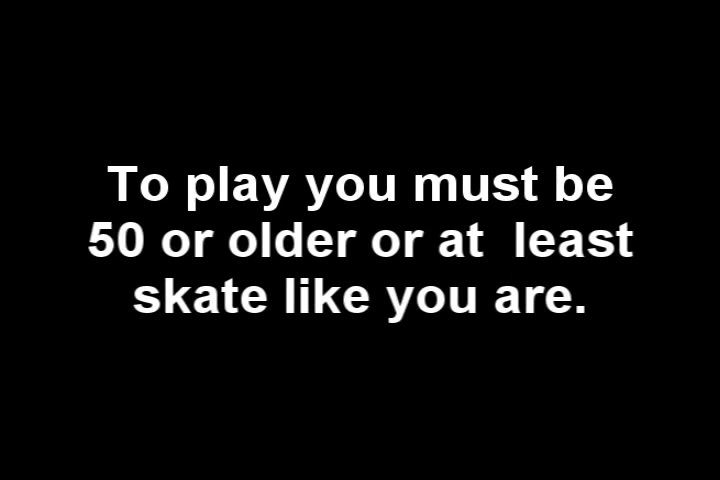 To play you must be
50 or older or at  least
skate like you are.